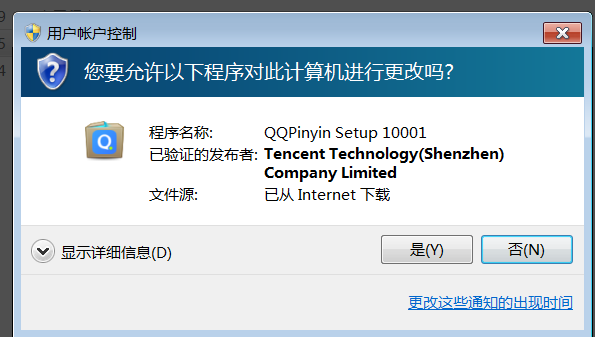 用户帐户控制
您要允许以下程序对此计算机进行更改吗?
程序名称: QQPinyin Setup 10001
已验证的发布者: Tencent Technology(Shenzhen)
Company Limited
文件源: 已从 Internet 下载
显示详细信息(D) 是(Y) 否(N)
更改这些通知的出现时间